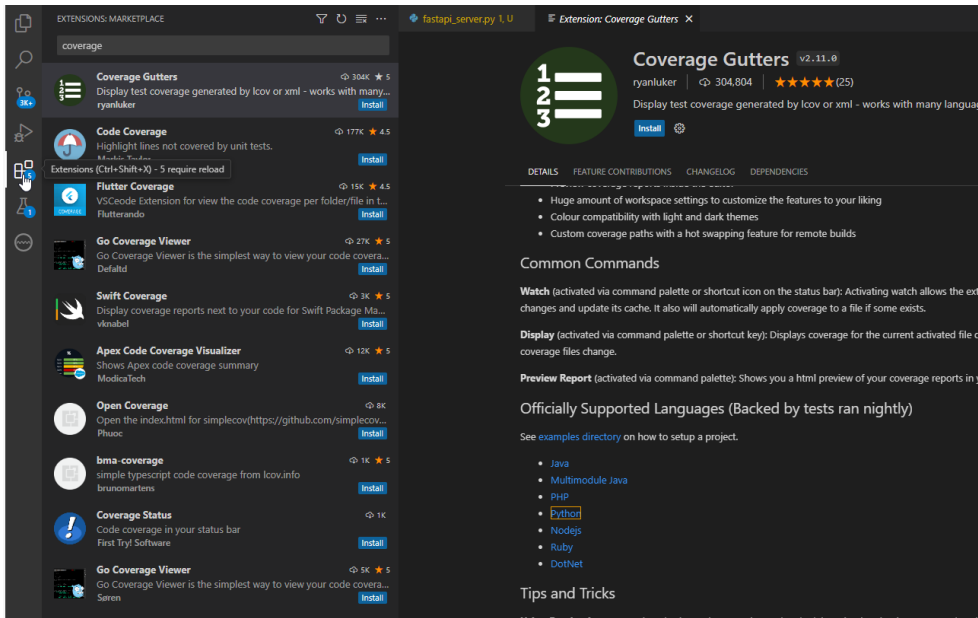 EXTENSIONS: MARKETPLACE
coverage
3K+
5
1
Extensions (Ctrl+Shift+X) - 5 require reload
Coverage Gutters 304K ★ 5
Display test coverage generated by lcov or xml - works with many...
ryanluker Install
Code Coverage 177K ★ 4.5
Highlight lines not covered by unit tests.
Install
Flutter Coverage 15K ★ 4.5
VSCeode Extension for view the code coverage per folder/file in t...
Flutterando Install
COVERAGE
Go Coverage Viewer 27K ★ 5
Go Coverage Viewer is the simplest way to view your code covera...
Defaltd Install
Swift Coverage 3K ★ 5
Display coverage reports next to your code for Swift Package Ma...
vknabel Install
Apex Code Coverage Visualizer 12K ★ 5
Shows Apex code coverage summary
ModicaTech Install
Open Coverage 8K
Open the index.html for simplecov(https://github.com/simplecov...
Phuoc Install
bma-coverage 1K ★ 5
simple typescript code coverage from lcov.info
brunomartens Install
Coverage Status 1K
Code coverage in your status bar
First Try! Software Install
Go Coverage Viewer 5K ★ 5
Go Coverage Viewer is the simplest way to view your code covera...
Søren Install
fastapi_server.py 1, U
Extension: Coverage Gutters
1
2
3
Coverage Gutters v2.11.0
ryanluker 304,804 ★★★★★(25)
Display test coverage generated by lcov or xml - works with many languag
Install
DETAILS FEATURE CONTRIBUTIONS CHANGELOG DEPENDENCIES
• Huge amount of workspace settings to customize the features to your liking
• Colour compatibility with light and dark themes
• Custom coverage paths with a hot swapping feature for remote builds
Common Commands
Watch (activated via command palette or shortcut icon on the status bar): Activating watch allows the ext
changes and update its cache. It also will automatically apply coverage to a file if some exists.
Display (activated via command palette or shortcut key): Displays coverage for the current activated file o
coverage files change.
Preview Report (activated via command palette): Shows you a html preview of your coverage reports in y
Officially Supported Languages (Backed by tests ran nightly)
See examples directory on how to setup a project.
• Java
• Multimodule Java
• PHP
• Python
• Nodejs
• Ruby
• DotNet
Tips and Tricks